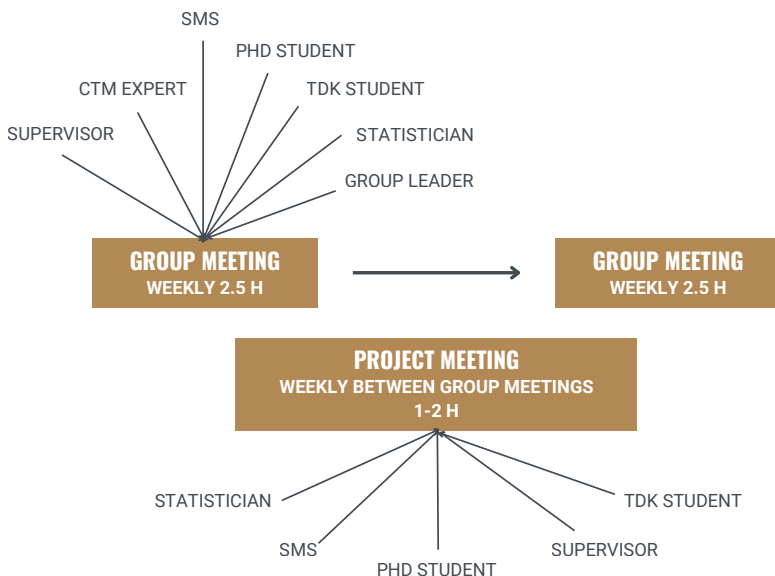 SMS
PHD STUDENT
CTM EXPERT
TDK STUDENT
SUPERVISOR
STATISTICIAN
GROUP LEADER
GROUP MEETING
WEEKLY 2.5 H
GROUP MEETING
WEEKLY 2.5 H
PROJECT MEETING
WEEKLY BETWEEN GROUP MEETINGS
1-2 H
STATISTICIAN
TDK STUDENT
SMS
SUPERVISOR
PHD STUDENT